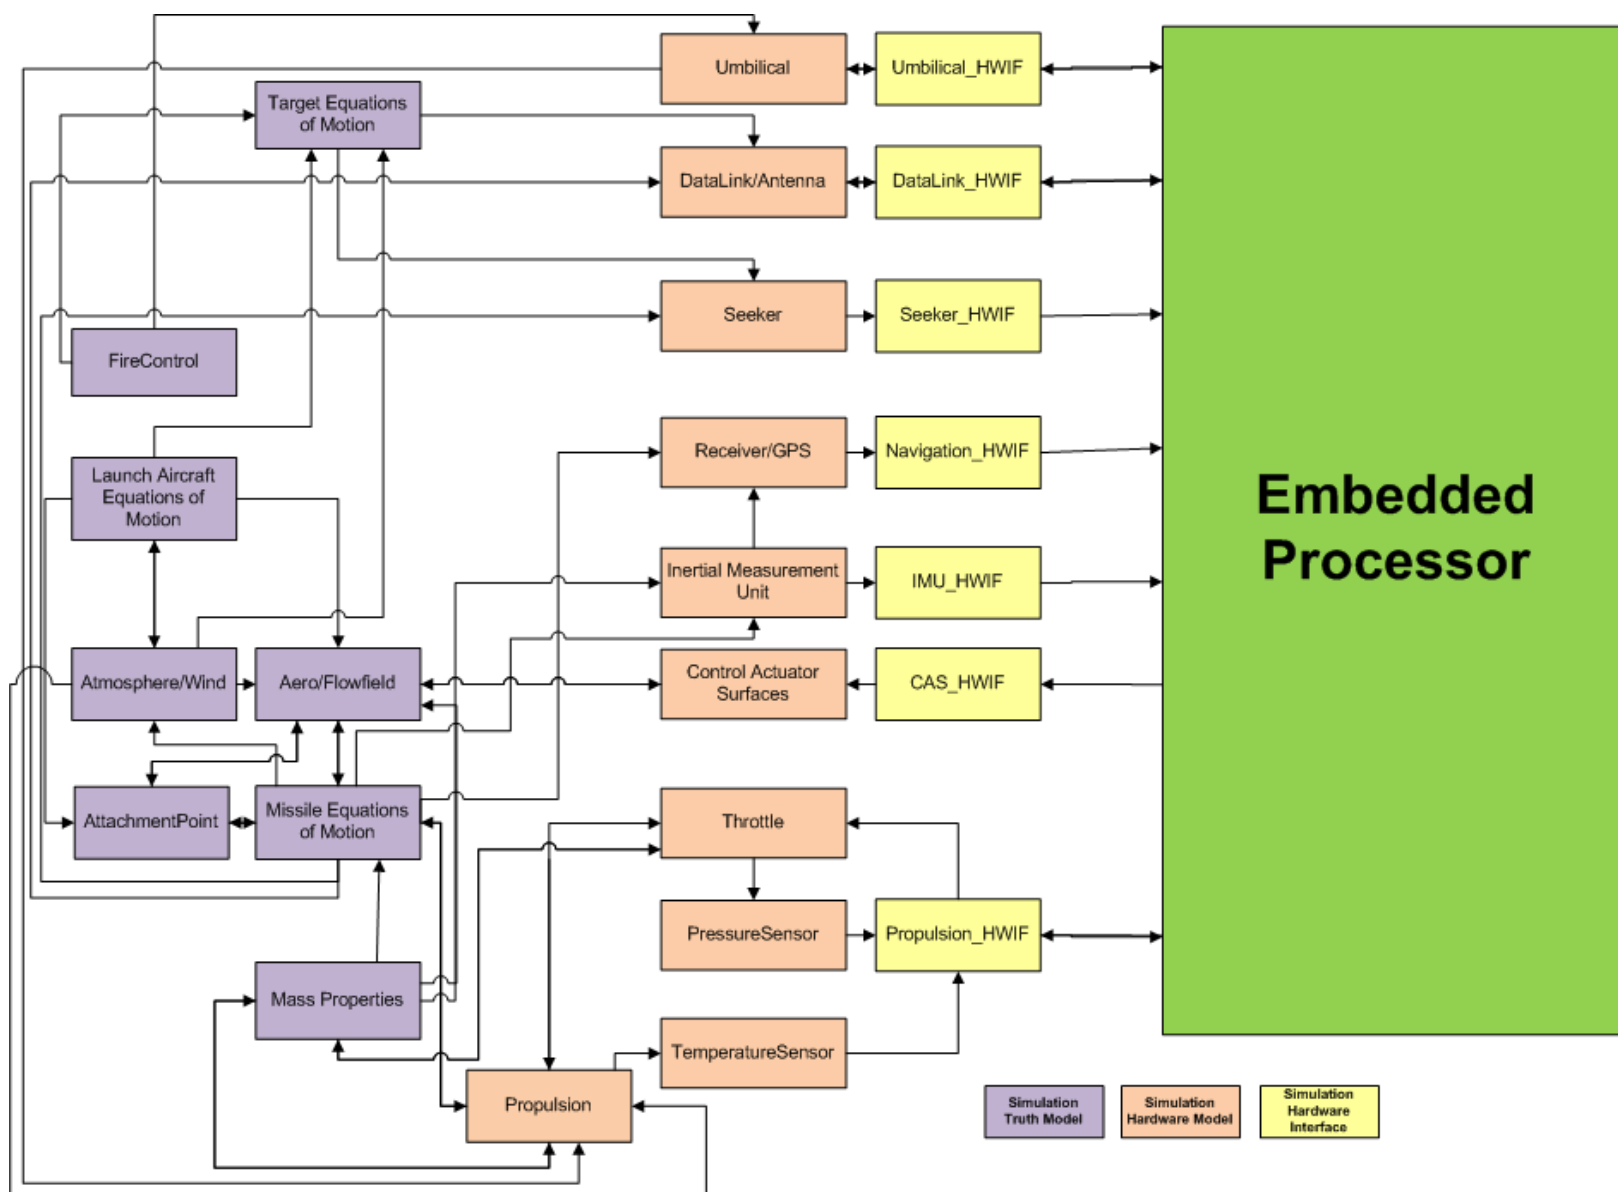 Umbilical
Umbilical_HWIF
Target Equations
of Motion
DataLink/Antenna
DataLink_HWIF
Seeker
Seeker_HWIF
FireControl
Receiver/GPS
Navigation_HWIF
Launch Aircraft
Equations of
Motion
Embedded
Processor
Inertial Measurement
Unit
IMU_HWIF
Atmosphere/Wind
Aero/Flowfield
Control Actuator
Surfaces
CAS_HWIF
AttachmentPoint
Missile Equations
of Motion
Throttle
PressureSensor
Propulsion_HWIF
Mass Properties
TemperatureSensor
Propulsion
Simulation
Truth Model
Simulation
Hardware Model
Simulation
Hardware
Interface